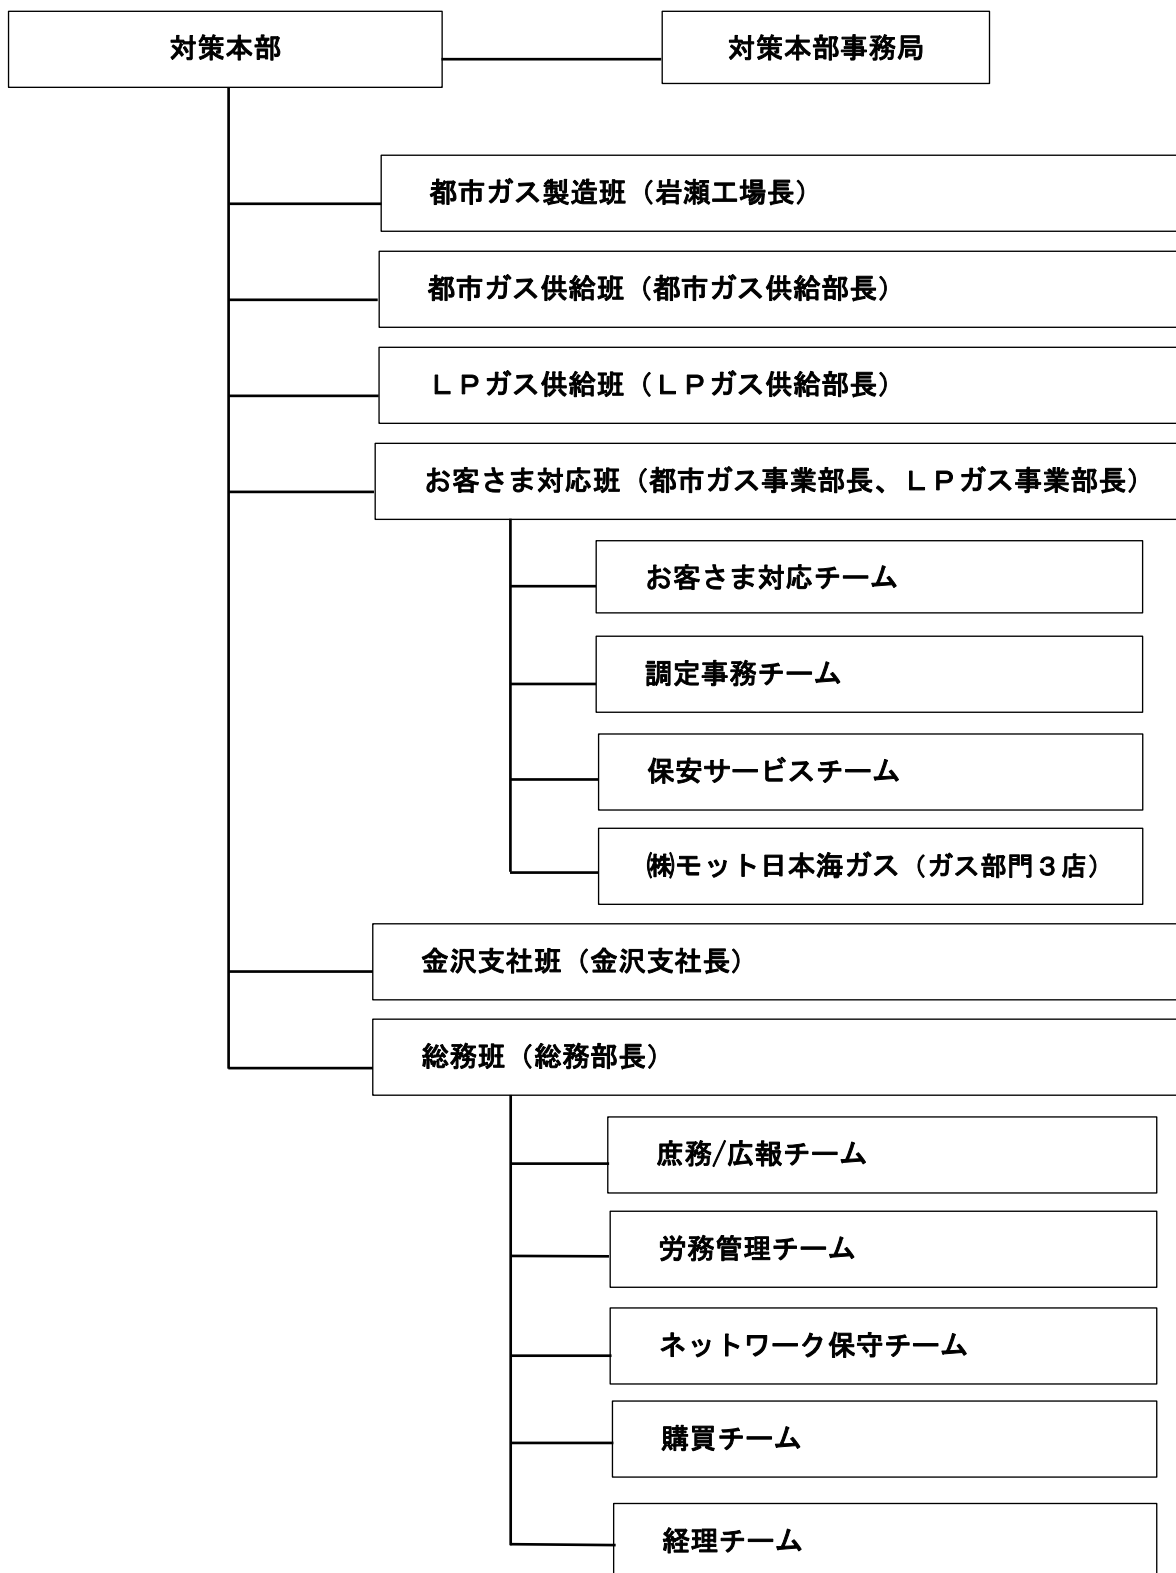 対策本部
対策本部事務局
都市ガス製造班（岩瀬工場長）
都市ガス供給班（都市ガス供給部長）
ＬＰガス供給班（ＬＰガス供給部長）
お客さま対応班（都市ガス事業部長、ＬＰガス事業部長）
お客さま対応チーム
調定事務チーム
保安サービスチーム
㈱モット日本海ガス（ガス部門３店）
金沢支社班（金沢支社長）
総務班（総務部長）
庶務/広報チーム
労務管理チーム
ネットワーク保守チーム
購買チーム
経理チーム